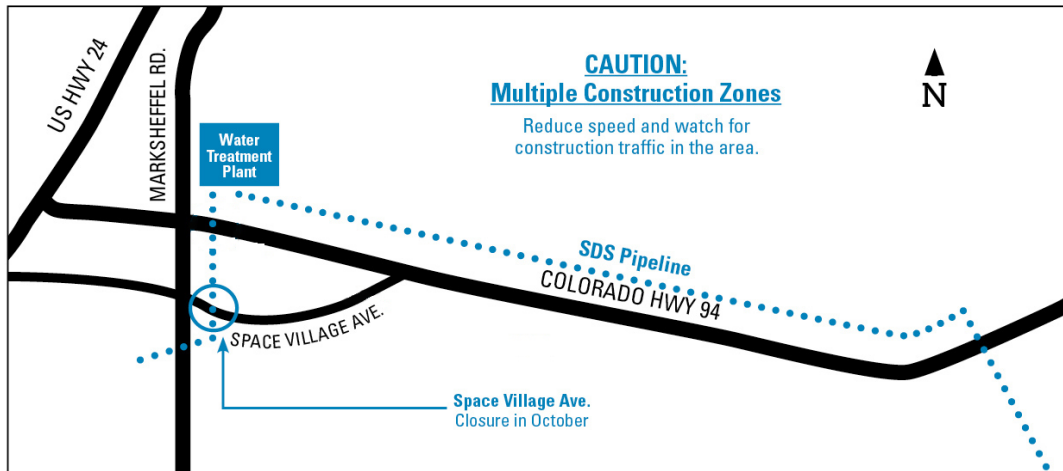 US HWY 24
MARKSHEFFEL RD.
CAUTION:
Multiple Construction Zones
Reduce speed and watch for
construction traffic in the area.
N
Water
Treatment
Plant
SDS Pipeline
COLORADO HWY 94
SPACE VILLAGE AVE.
Space Village Ave.
Closure in October